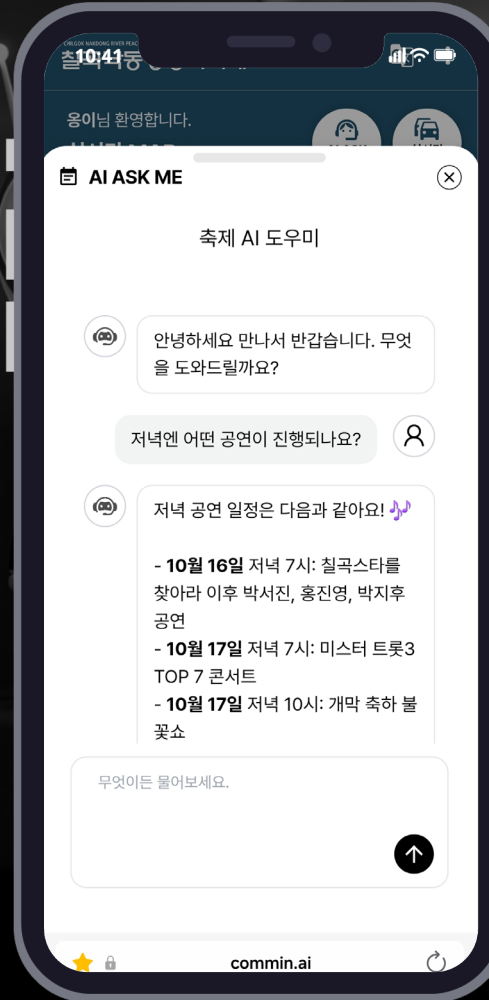 CHILGOK NAKDONG RIVER PEAC
10:41
옹이님 환영합니다.
AI ASK ME
축제 AI 도우미
안녕하세요 만나서 반갑습니다. 무엇
을 도와드릴까요?
저녁엔 어떤 공연이 진행되나요?
저녁 공연 일정은 다음과 같아요! 🎶
- 10월 16일 저녁 7시: 칠곡스타를
찾아라 이후 박서진, 홍진영, 박지후
공연
- 10월 17일 저녁 7시: 미스터 트롯3
TOP 7 콘서트
- 10월 17일 저녁 10시: 개막 축하 불
꽃쇼
무엇이든 물어보세요.
commin.ai